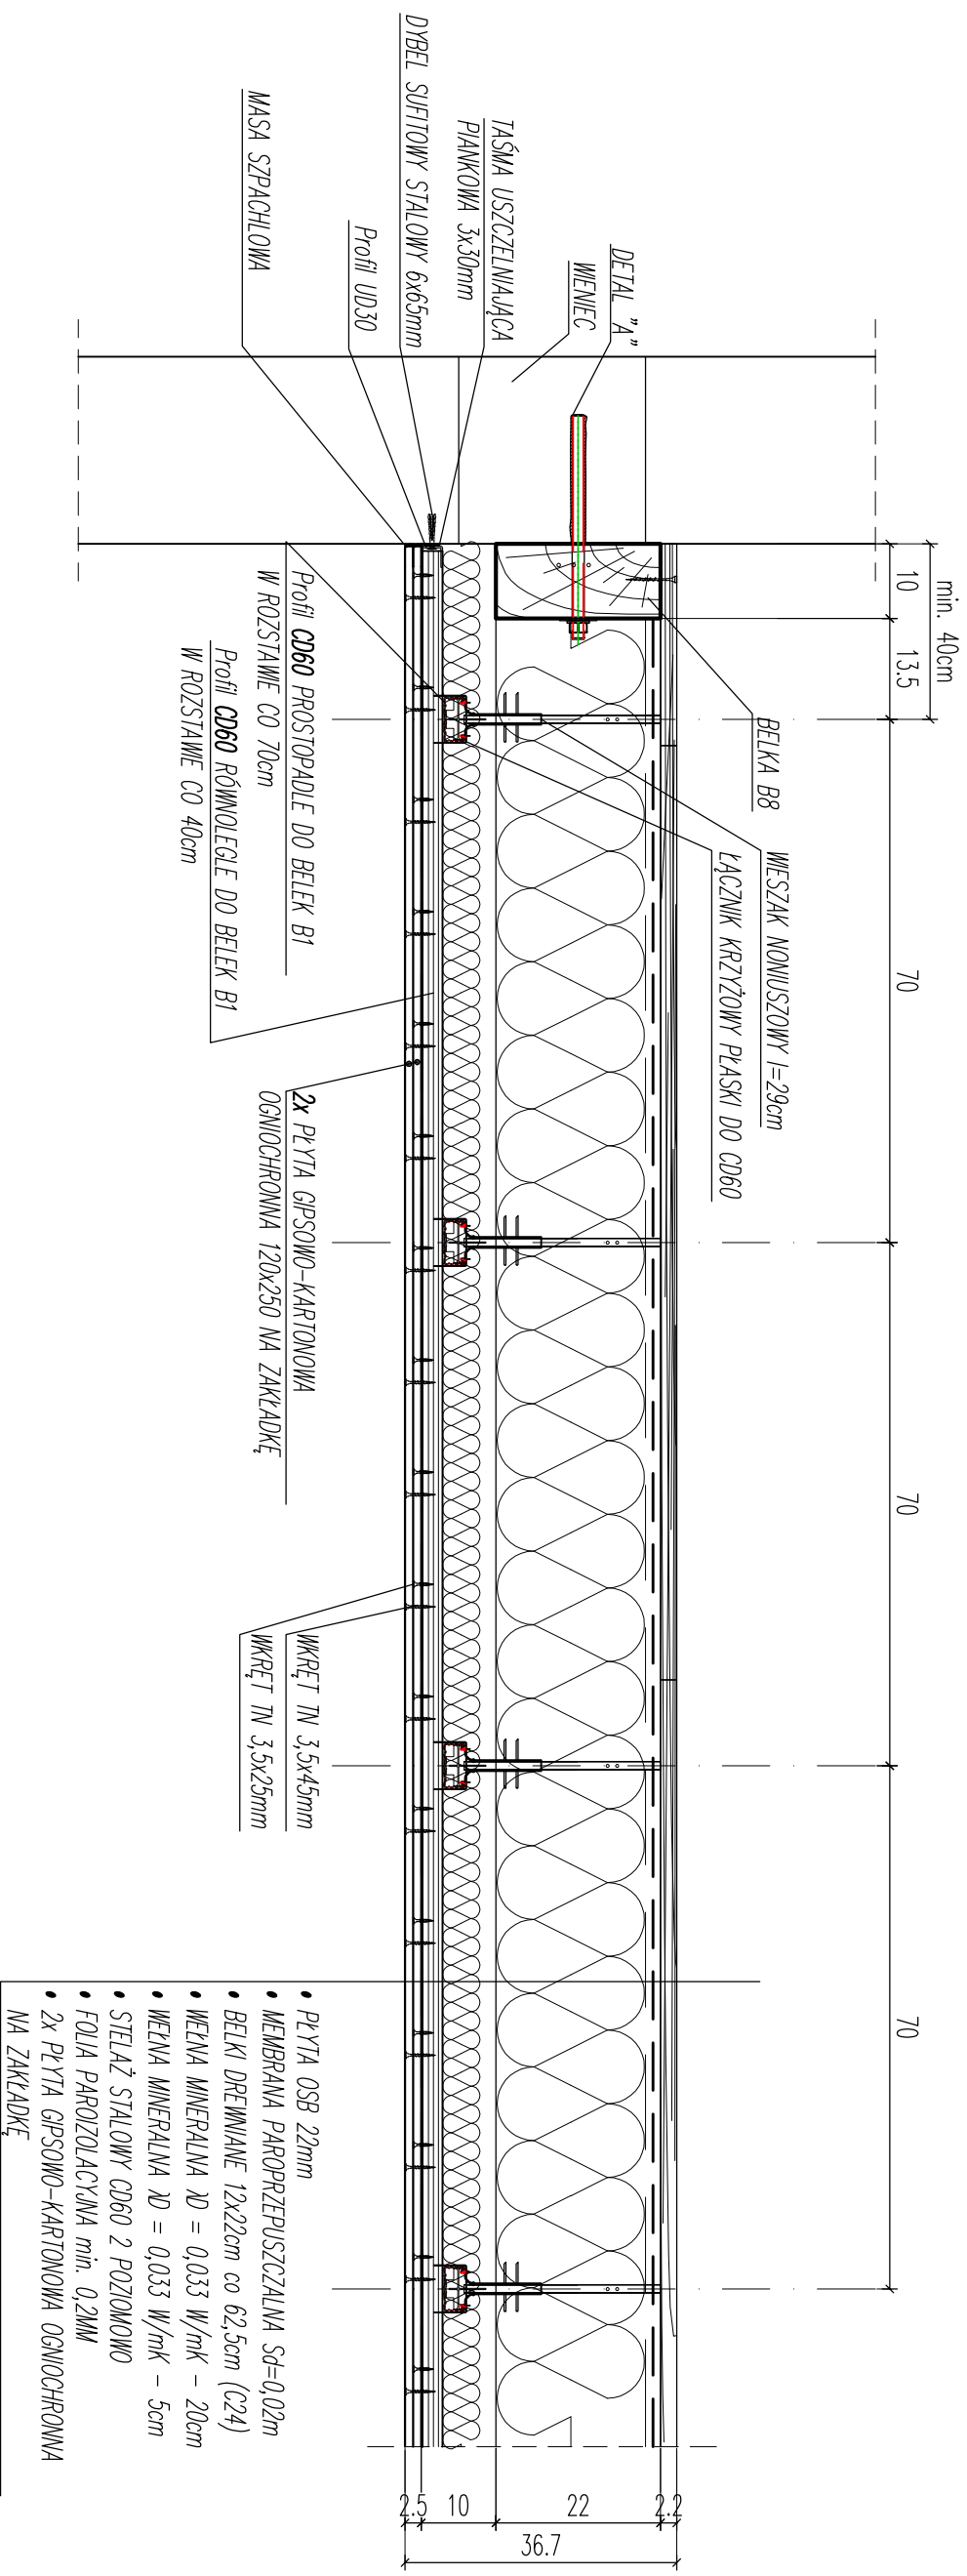 min. 40cm
10
13.5
70
70
70
BELKA B8
WIESZAK NONIUSZOWY l=29cm
ŁĄCZNIK KRZYŻOWY PŁASKI DO CD60
DETAL "A"
WIENIEC
TAŚMA USZCZELNIAJĄCA
PIANKOWA 3x30mm
DYBEL SUFITOWY STALOWY 6x65mm
Profil UD30
MASA SZPACHLOWA
Profil CD60 PROSTOPADLE DO BELEK B1
W ROZSTAWIE CO 70cm
Profil CD60 RÓWNOLEGLE DO BELEK B1
W ROZSTAWIE CO 40cm
2x PŁYTA GIPSOWO-KARTONOWA
OGNIOCHRONNA 120x250 NA ZAKŁADKĘ
WKRĘT TN 3,5x45mm
WKRĘT TN 3,5x25mm
• PŁYTA OSB 22mm
• MEMBRANA PAROPRZEPUSZCZALNA Sd=0,02m
• BELKI DREWNIANE 12x22cm co 62,5cm (C24)
• WEŁNA MINERALNA λD = 0,033 W/mK - 20cm
• WEŁNA MINERALNA λD = 0,033 W/mK - 5cm
• STELAŻ STALOWY CD60 2 POZIOMOWO
• FOLIA PAROIZOLACYJNA min. 0,2MM
• 2x PŁYTA GIPSOWO-KARTONOWA OGNIOCHRONNA
NA ZAKŁADKĘ
2.5
10
22
2.2
36.7